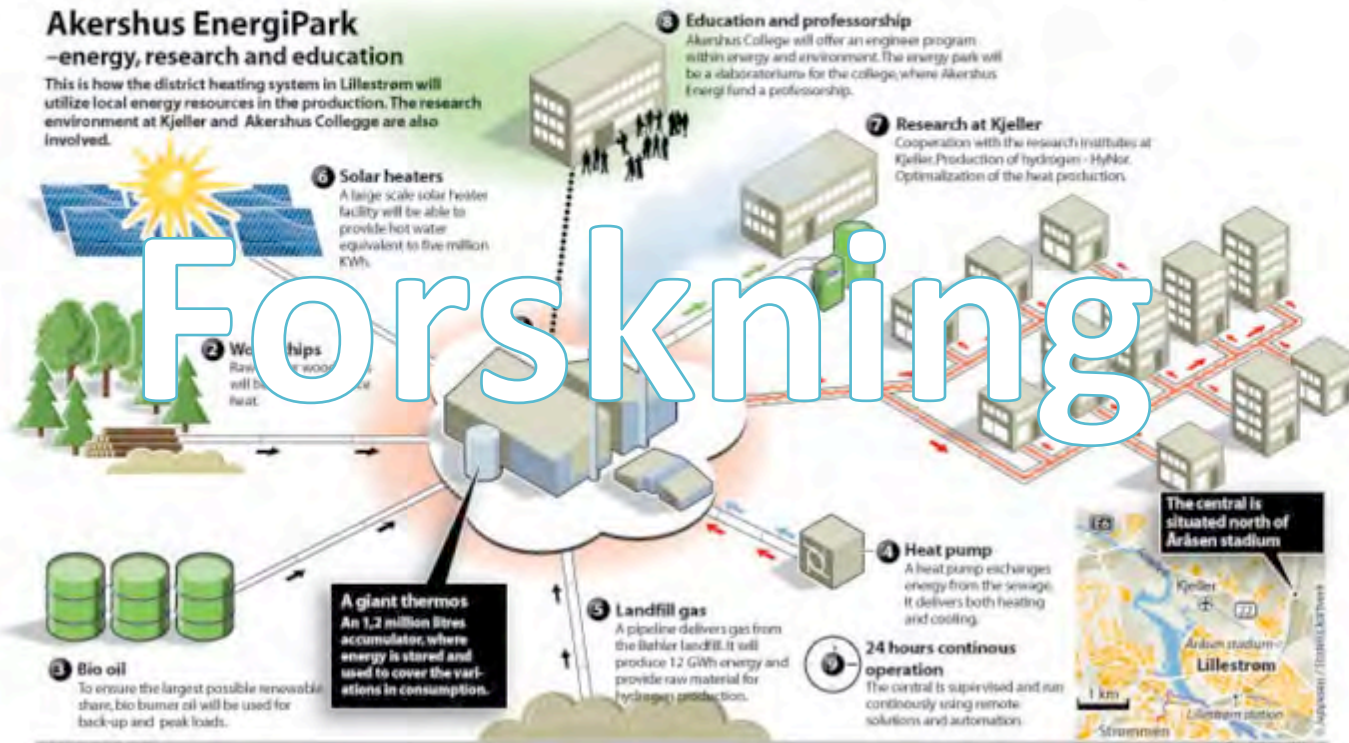 Akershus EnergiPark
–energy, research and education
This is how the district heating system in Lillestrøm will
utilize local energy resources in the production. The research
environment at Kjeller and Akershus Collegge are also
involved.
8 Education and professorship
Akershus College will offer an engineer program
within energy and environment. The energy park will
be a «laboratorium» for the college, where Akershus
Energi fund a professorship.
7 Research at Kjeller
Cooperation with the research institutes at
Kjeller. Production of hydrogen - HyNor.
Optimalization of the heat production.
6 Solar heaters
A large scale solar heater
facility will be able to
provide hot water
equivalent to five million
KWh.
Forskning
2
will
heat.
A giant thermos
An 1,2 million litres
accumulator, where
energy is stored and
used to cover the vari-
ations in consumption.
3 Bio oil
To ensure the largest possible renewable
share, bio burner oil will be used for
back-up and peak loads.
5 Landfill gas
A pipeline delivers gas from
the Bøhler landfill. It will
produce 12 GWh energy and
provide raw material for
hydrogen production.
4 Heat pump
A heat pump exchanges
energy from the sewage.
It delivers both heating
and cooling.
9 24 hours continous
operation
The central is supervised and run
continously using remote
solutions and automation.
The central is
situated north of
Åråsen stadium
E6
Kjeller
22
Åråsen stadium
Lillestrøm
1 km
Lillestrøm station
Strømmen